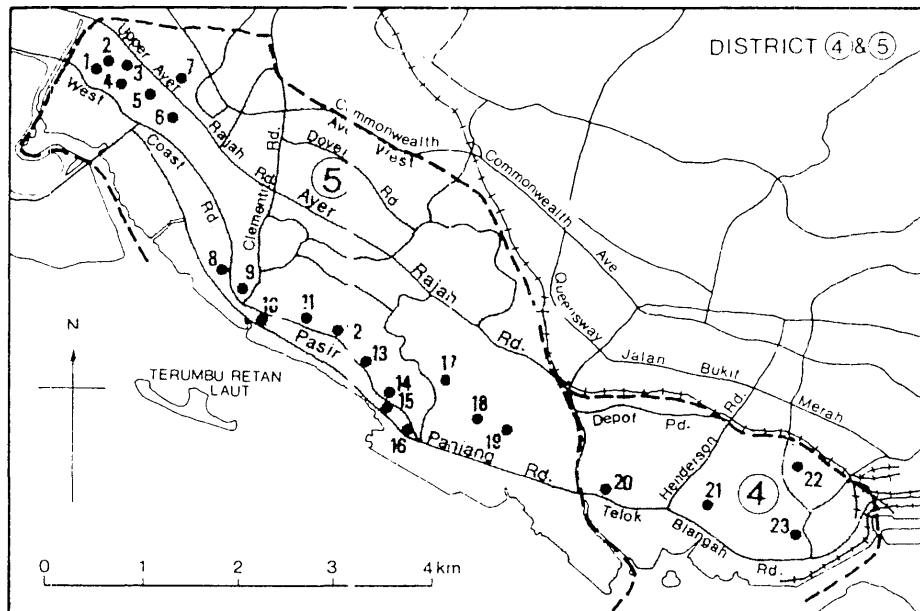 DISTRICT 4 & 5
Upper Ayer Rajah Rd.
West Coast Rd
Clementi Rd.
Commonwealth Ave West
Dover Rd
Commonwealth Ave
Ayer Rajah Rd.
Queensway
Jalan Bukit Merah
Depot Pd.
Henderson Rd.
Pasir Panjang Rd.
Telok Blangah Rd.
TERUMBU RETAN
LAUT
N
1
2
3
4
5
6
7
8
9
10
11
12
13
14
15
16
17
18
19
20
21
22
23
5
4
0 1 2 3 4 km